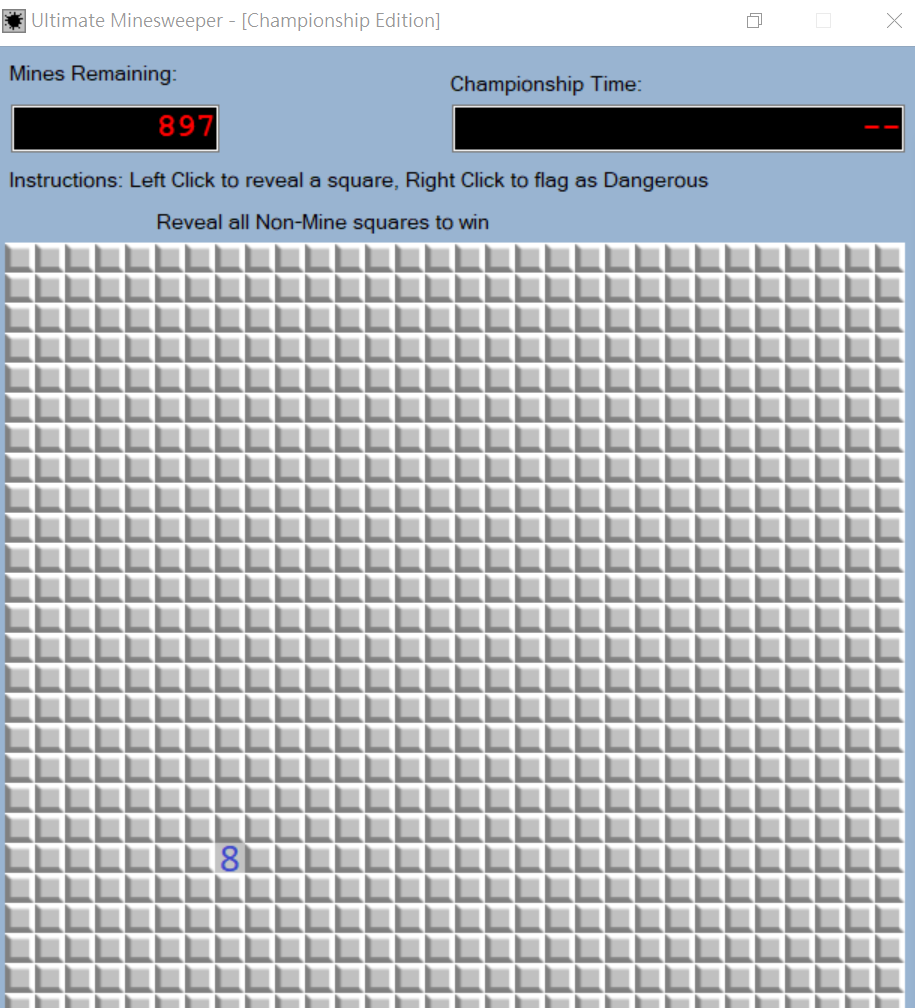 Ultimate Minesweeper - [Championship Edition]
Mines Remaining:
Championship Time:
897
--
Instructions: Left Click to reveal a square, Right Click to flag as Dangerous
Reveal all Non-Mine squares to win
8